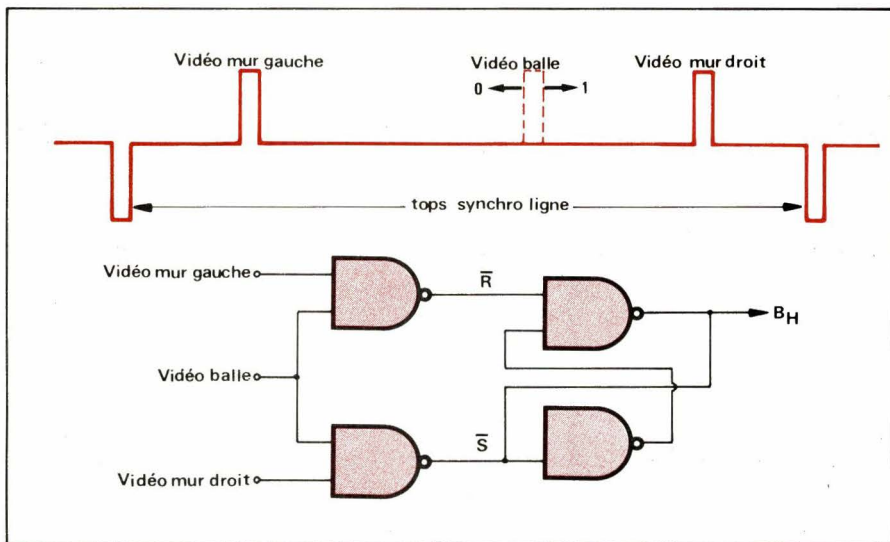 Vidéo mur gauche
Vidéo balle
Vidéo mur droit
0
1
tops synchro ligne
Vidéo mur gauche
R̅
B_H
Vidéo balle
S̅
Vidéo mur droit